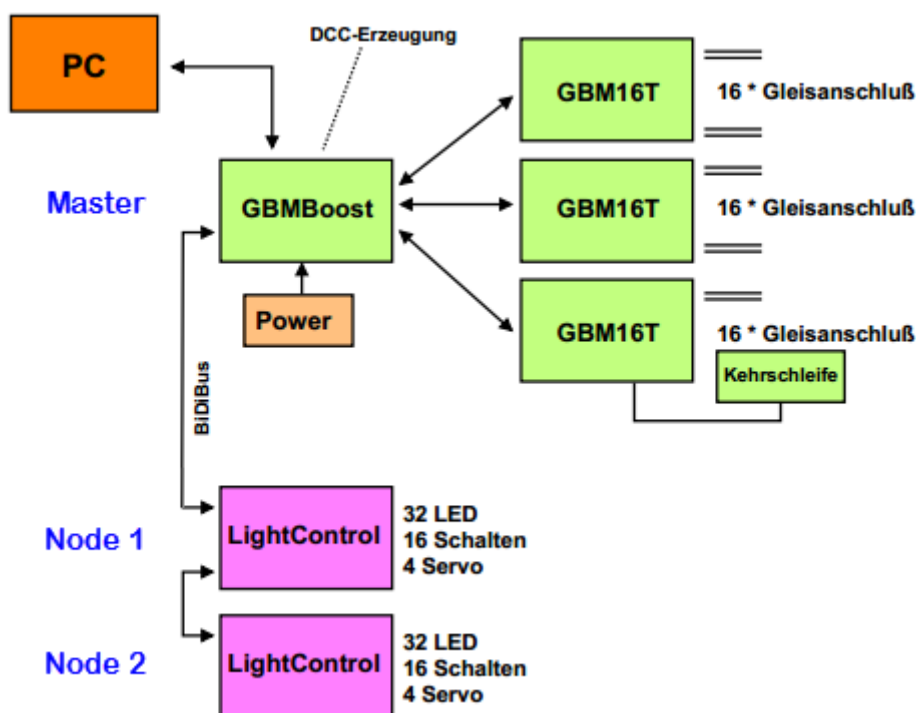 DCC-Erzeugung
PC
GBM16T
16 * Gleisanschluß
Master
GBMBoost
GBM16T
16 * Gleisanschluß
Power
GBM16T
16 * Gleisanschluß
Kehrschleife
BiDiBus
Node 1
LightControl
32 LED
16 Schalten
4 Servo
Node 2
LightControl
32 LED
16 Schalten
4 Servo